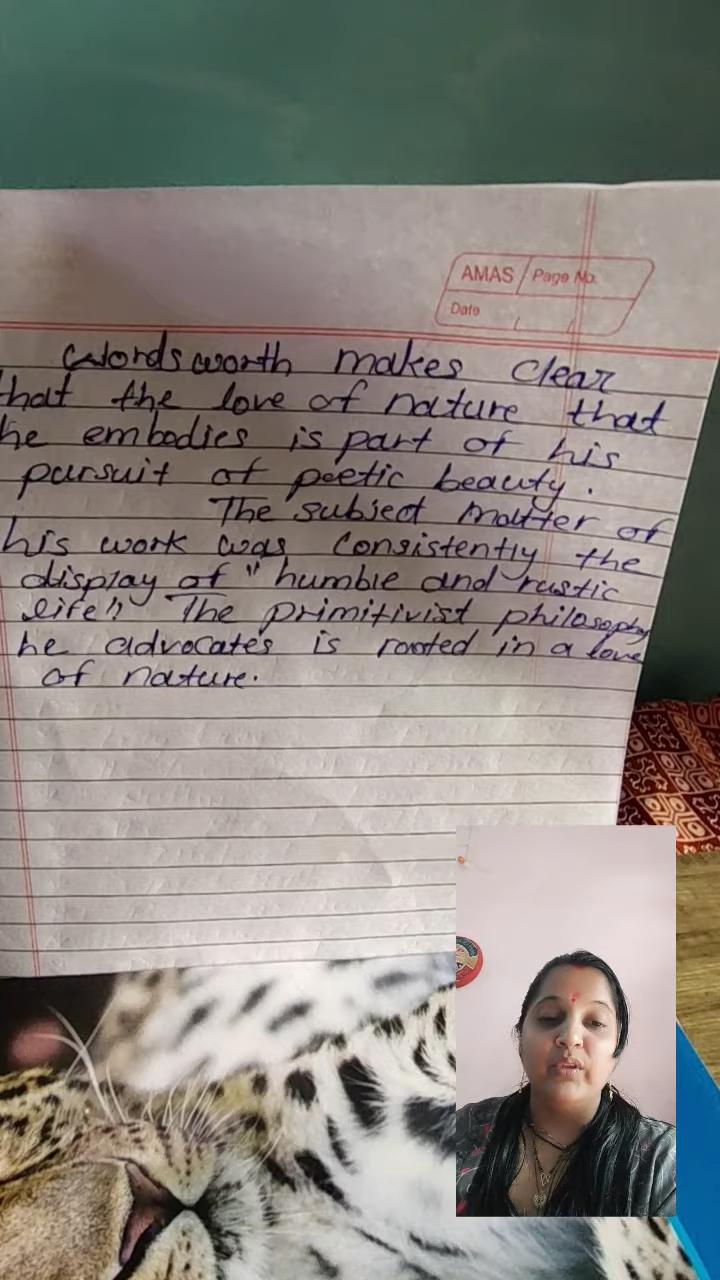 AMAS Page No.
Date
Wordsworth makes clear
that the love of nature that
he embodies is part of his
pursuit of poetic beauty.
The subject matter of
his work was consistently the
display of "humble and rustic
life". The primitivist philosophy
he advocates is rooted in a love
of nature.